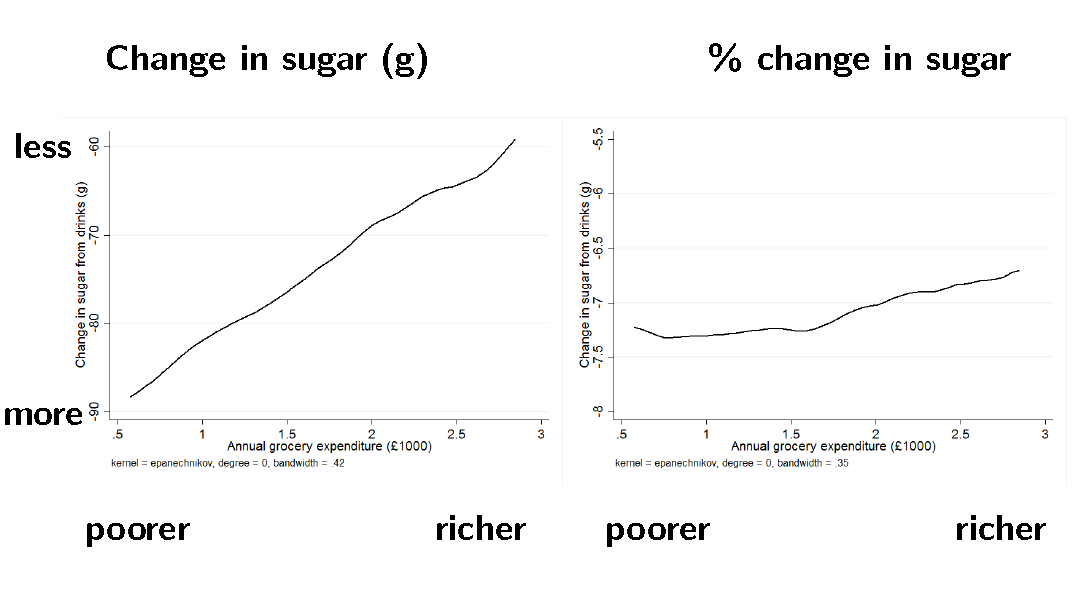 Change in sugar (g)
% change in sugar
less
more
Change in sugar from drinks (g)
-60
-70
-80
-90
.5 1 1.5 2 2.5 3
Annual grocery expenditure (£1000)
kernel = epanechnikov, degree = 0, bandwidth = .42
Change in sugar from drinks (g)
-5.5
-6
-6.5
-7
-7.5
-8
.5 1 1.5 2 2.5 3
Annual grocery expenditure (£1000)
kernel = epanechnikov, degree = 0, bandwidth = .35
poorer
richer
poorer
richer